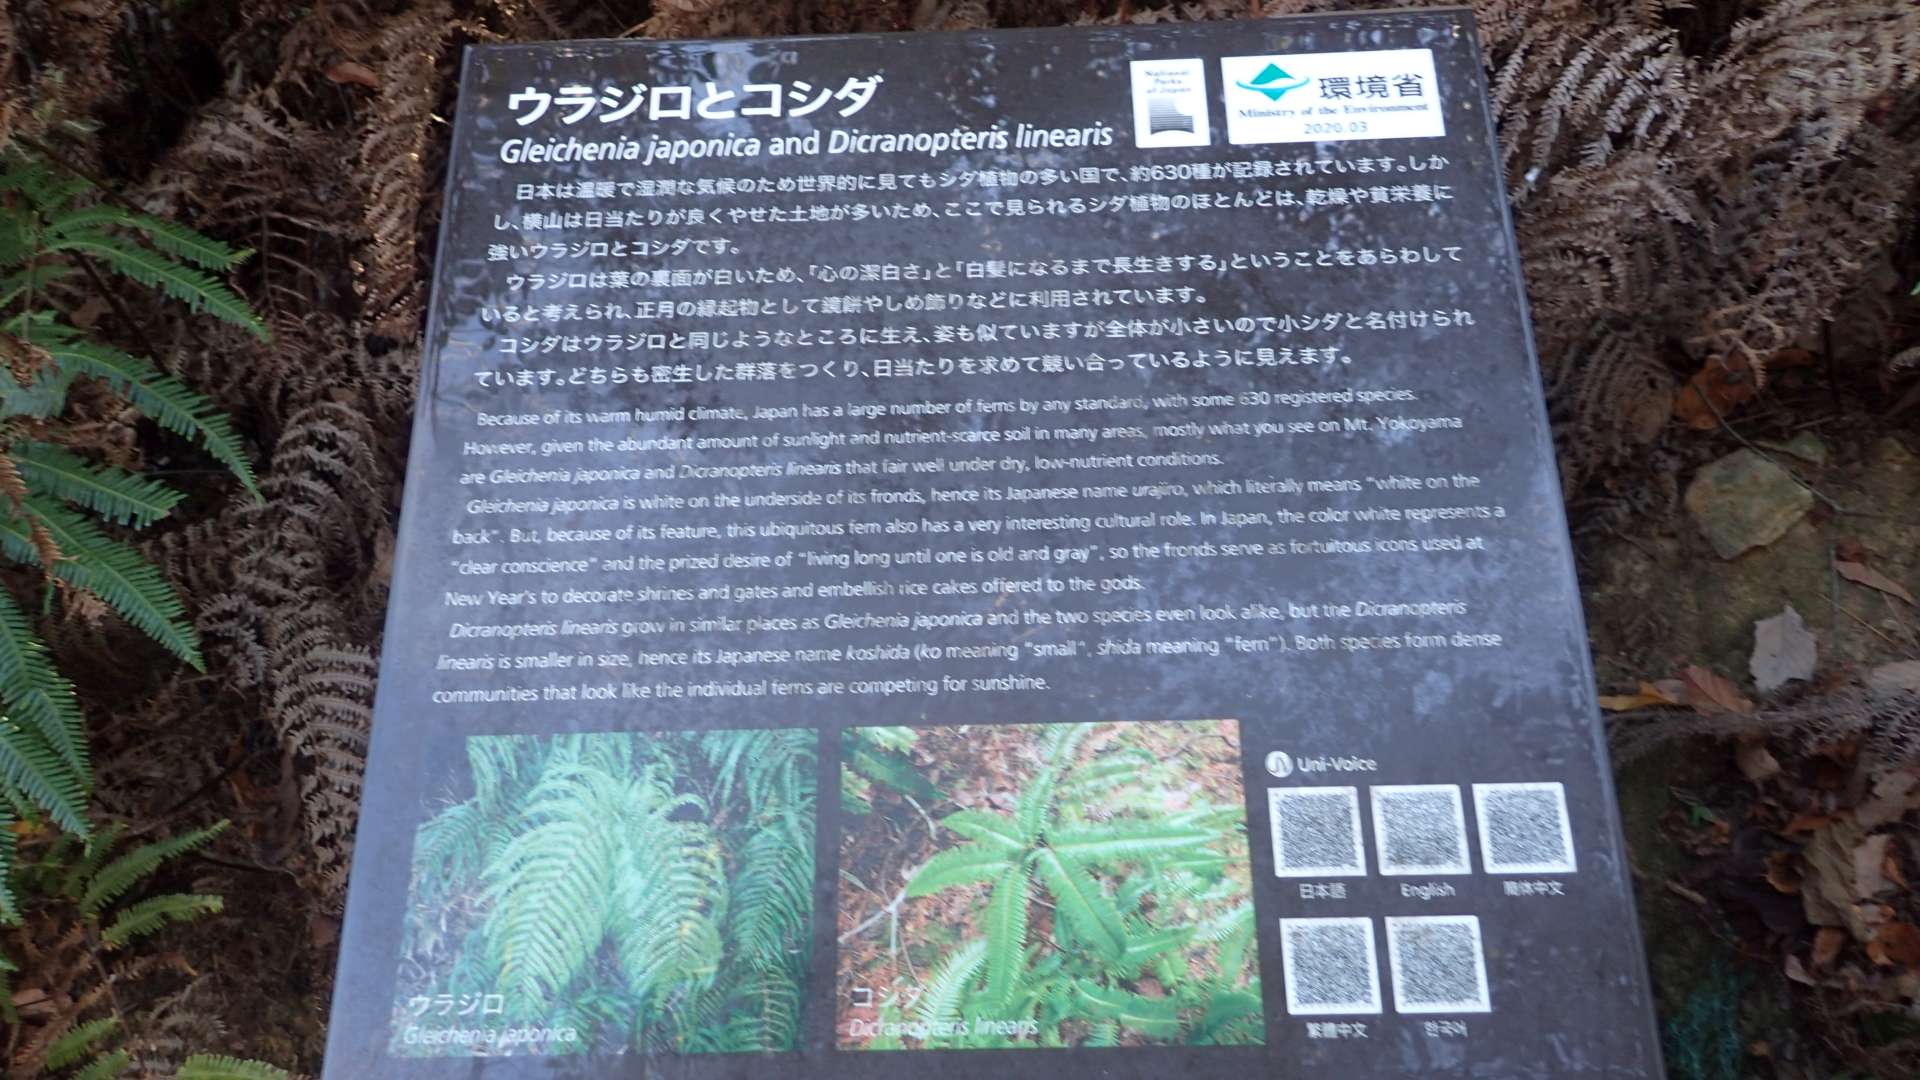 ウラジロとコシダ
Gleichenia japonica and Dicranopteris linearis
National
Parks
of Japan
環境省
Ministry of the Environment
2020.03
日本は温暖で湿潤な気候のため世界的に見てもシダ植物の多い国で、約630種が記録されています。しか
し、横山は日当たりが良くやせた土地が多いため、ここで見られるシダ植物のほとんどは、乾燥や貧栄養に
強いウラジロとコシダです。
ウラジロは葉の裏面が白いため、「心の潔白さ」と「白髪になるまで長生きする」ということをあらわして
いると考えられ、正月の縁起物として鏡餅やしめ飾りなどに利用されています。
コシダはウラジロと同じようなところに生え、姿も似ていますが全体が小さいので小シダと名付けられ
ています。どちらも密生した群落をつくり、日当たりを求めて競い合っているように見えます。
Because of its warm humid climate, Japan has a large number of ferns by any standard, with some 630 registered species.
However, given the abundant amount of sunlight and nutrient-scarce soil in many areas, mostly what you see on Mt. Yokoyama
are Gleichenia japonica and Dicranopteris linearis that fair well under dry, low-nutrient conditions.
Gleichenia japonica is white on the underside of its fronds, hence its Japanese name urajiro, which literally means "white on the
back". But, because of its feature, this ubiquitous fern also has a very interesting cultural role. In Japan, the color white represents a
"clear conscience" and the prized desire of "living long until one is old and gray", so the fronds serve as fortuitous icons used at
New Year's to decorate shrines and gates and embellish rice cakes offered to the gods.
Dicranopteris linearis grow in similar places as Gleichenia japonica and the two species even look alike, but the Dicranopteris
linearis is smaller in size, hence its Japanese name koshida (ko meaning "small", shida meaning "fern"). Both species form dense
communities that look like the individual ferns are competing for sunshine.
ウラジロ
Gleichenia japonica
コシダ
Dicranopteris linearis
Uni-Voice
日本語
English
简体中文
繁體中文
한국어